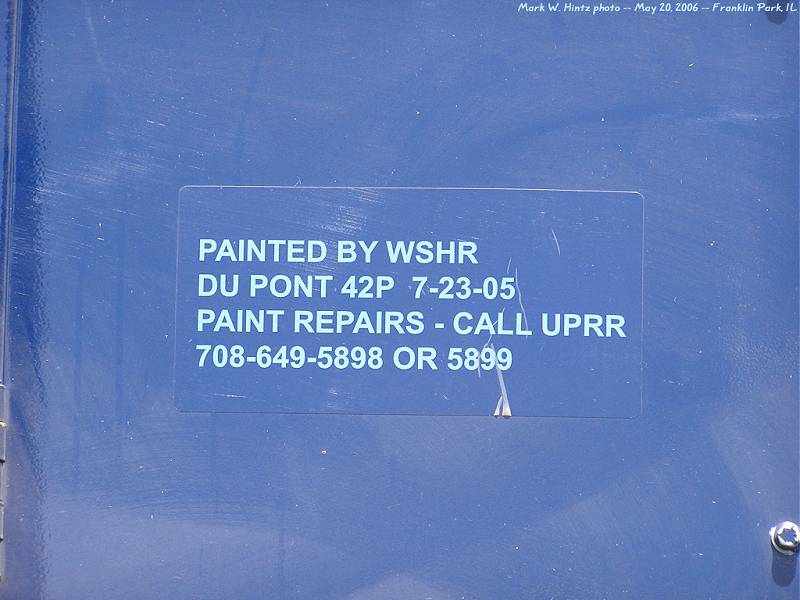 Mark W. Hintz photo -- May 20, 2006 -- Franklin Park, IL
PAINTED BY WSHR
DU PONT 42P 7-23-05
PAINT REPAIRS - CALL UPRR
708-649-5898 OR 5899